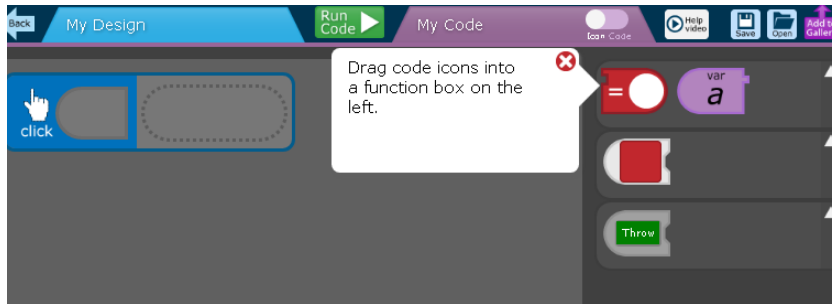 Back
My Design
Run
Code
My Code
Icon Code
Help
video
Save
Open
Add to
Galler
Drag code icons into
a function box on the
left.
click
=
var
a
Throw